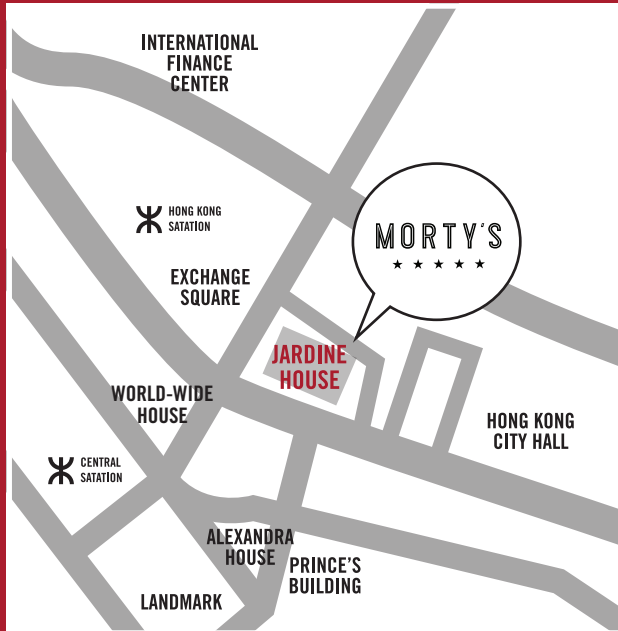 INTERNATIONAL
FINANCE
CENTER
HONG KONG
SATATION
MORTY'S
EXCHANGE
SQUARE
JARDINE
HOUSE
WORLD-WIDE
HOUSE
HONG KONG
CITY HALL
CENTRAL
SATATION
ALEXANDRA
HOUSE
PRINCE'S
BUILDING
LANDMARK